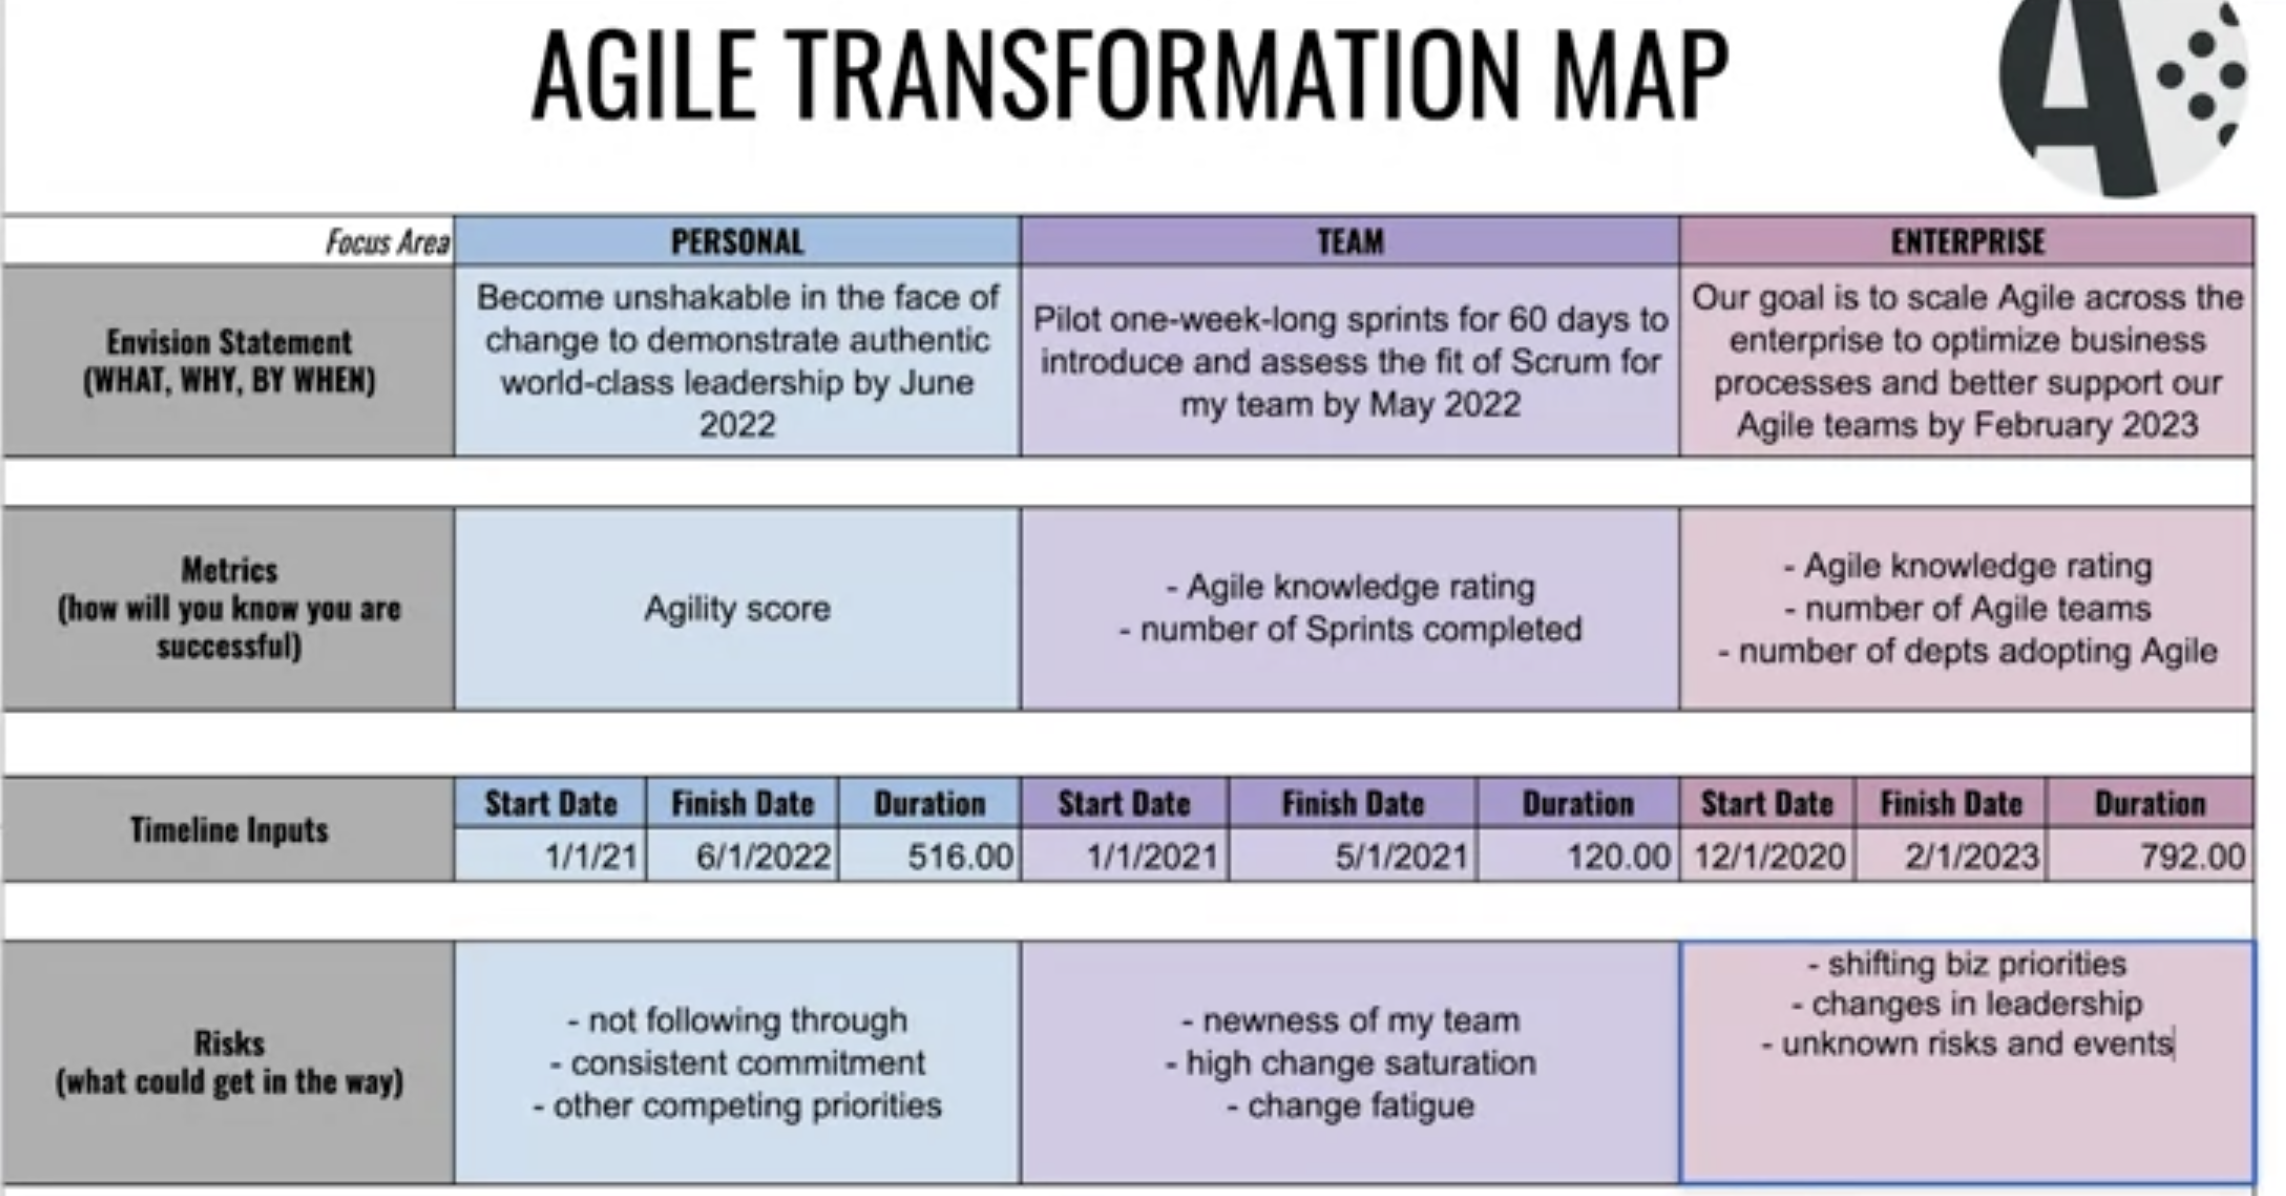 AGILE TRANSFORMATION MAP
A
Focus Area
PERSONAL
TEAM
ENTERPRISE
Envision Statement
(WHAT, WHY, BY WHEN)
Become unshakable in the face of
change to demonstrate authentic
world-class leadership by June
2022
Pilot one-week-long sprints for 60 days to
introduce and assess the fit of Scrum for
my team by May 2022
Our goal is to scale Agile across the
enterprise to optimize business
processes and better support our
Agile teams by February 2023
Metrics
(how will you know you are
successful)
Agility score
- Agile knowledge rating
- number of Sprints completed
- Agile knowledge rating
- number of Agile teams
- number of depts adopting Agile
Timeline Inputs
Start Date Finish Date Duration Start Date Finish Date Duration Start Date Finish Date Duration
1/1/21 6/1/2022 516.00 1/1/2021 5/1/2021 120.00 12/1/2020 2/1/2023 792.00
Risks
(what could get in the way)
- not following through
- consistent commitment
- other competing priorities
- newness of my team
- high change saturation
- change fatigue
- shifting biz priorities
- changes in leadership
- unknown risks and events